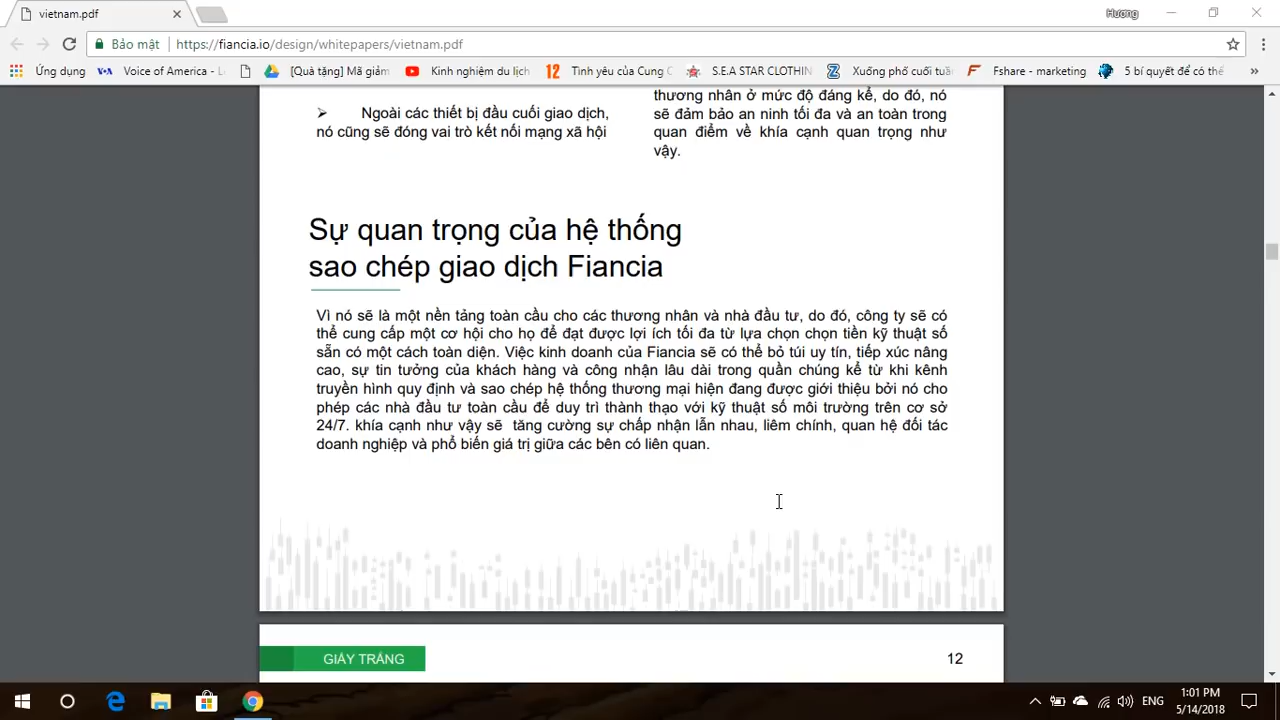 vietnam.pdf
Hương
Bảo mật
https://fiancia.io/design/whitepapers/vietnam.pdf
Ứng dụng
VOA
Voice of America - L
[Quà tặng] Mã giảm
Kinh nghiệm du lịch
12
Tình yêu của Cung C
S.E.A STAR CLOTHIN
Z
Xuống phố cuối tuần
F
Fshare - marketing
5 bí quyết để có thể
»
thương nhân ở mức độ đáng kể, do đó, nó
sẽ đảm bảo an ninh tối đa và an toàn trong
quan điểm về khía cạnh quan trọng như
vậy.
➢ Ngoài các thiết bị đầu cuối giao dịch,
nó cũng sẽ đóng vai trò kết nối mạng xã hội
Sự quan trọng của hệ thống
sao chép giao dịch Fiancia
Vì nó sẽ là một nền tảng toàn cầu cho các thương nhân và nhà đầu tư, do đó, công ty sẽ có
thể cung cấp một cơ hội cho họ để đạt được lợi ích tối đa từ lựa chọn chọn tiền kỹ thuật số
sẵn có một cách toàn diện. Việc kinh doanh của Fiancia sẽ có thể bỏ túi uy tín, tiếp xúc nâng
cao, sự tin tưởng của khách hàng và công nhận lâu dài trong quần chúng kể từ khi kênh
truyền hình quy định và sao chép hệ thống thương mại hiện đang được giới thiệu bởi nó cho
phép các nhà đầu tư toàn cầu để duy trì thành thạo với kỹ thuật số môi trường trên cơ sở
24/7. khía cạnh như vậy sẽ tăng cường sự chấp nhận lẫn nhau, liêm chính, quan hệ đối tác
doanh nghiệp và phổ biến giá trị giữa các bên có liên quan.
GIẤY TRẮNG
12
ENG
1:01 PM
5/14/2018